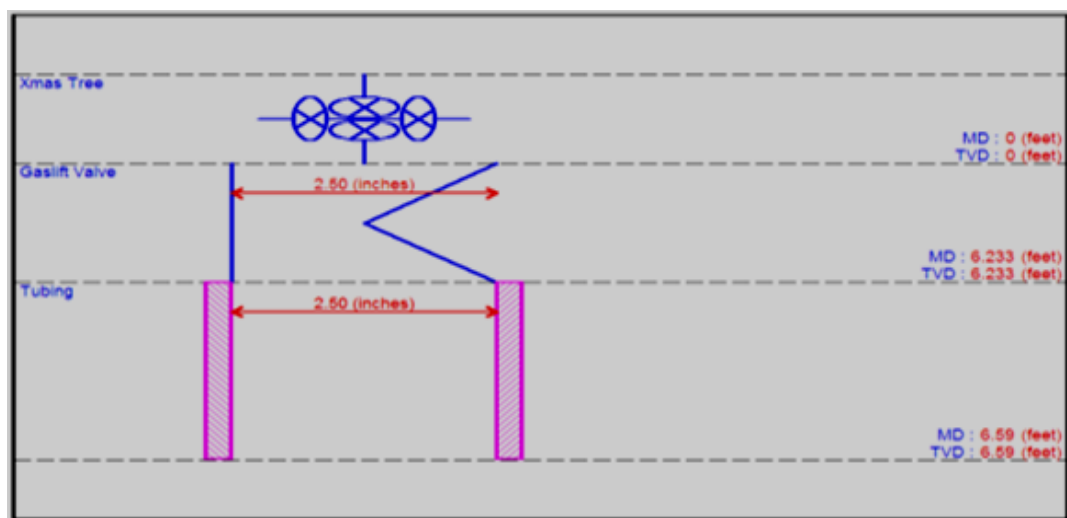 Xmas Tree
MD : 0 (feet)
TVD : 0 (feet)
Gaslift Valve
2.50 (inches)
MD : 6.233 (feet)
TVD : 6.233 (feet)
Tubing
2.50 (inches)
MD : 6.59 (feet)
TVD : 6.59 (feet)